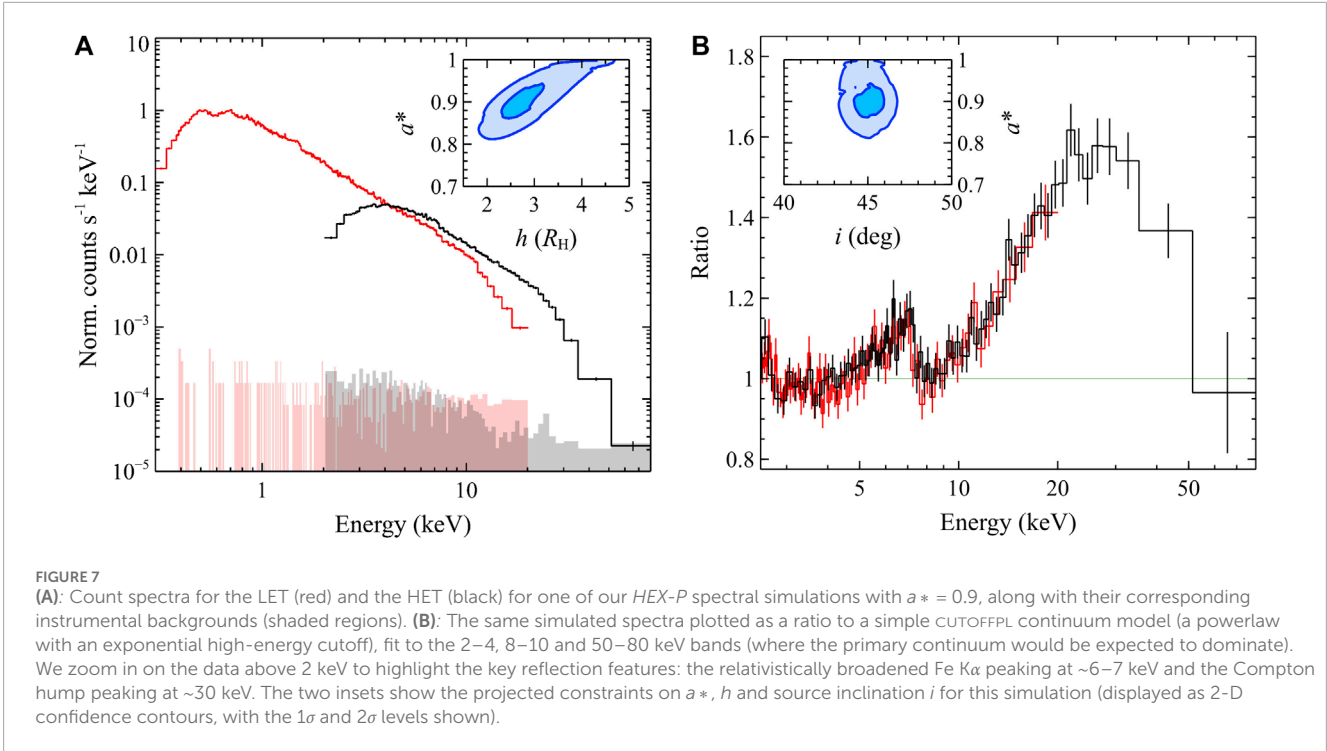 A
B
10
1
0.1
0.01
10⁻³
10⁻⁴
10⁻⁵
Norm. counts s⁻¹ keV⁻¹
1
10
Energy (keV)
1
0.9
0.8
0.7
a*
2
3
4
5
h (R_H)
1.8
1.6
1.4
1.2
1
0.8
Ratio
5
10
20
50
Energy (keV)
1
0.9
0.8
0.7
a*
40
45
50
i (deg)
FIGURE 7
(A): Count spectra for the LET (red) and the HET (black) for one of our HEX-P spectral simulations with a∗ = 0.9, along with their corresponding
instrumental backgrounds (shaded regions). (B): The same simulated spectra plotted as a ratio to a simple CUTOFFPL continuum model (a powerlaw
with an exponential high-energy cutoff), fit to the 2–4, 8–10 and 50–80 keV bands (where the primary continuum would be expected to dominate).
We zoom in on the data above 2 keV to highlight the key reflection features: the relativistically broadened Fe Kα peaking at ~6–7 keV and the Compton
hump peaking at ~30 keV. The two insets show the projected constraints on a∗, h and source inclination i for this simulation (displayed as 2-D
confidence contours, with the 1σ and 2σ levels shown).